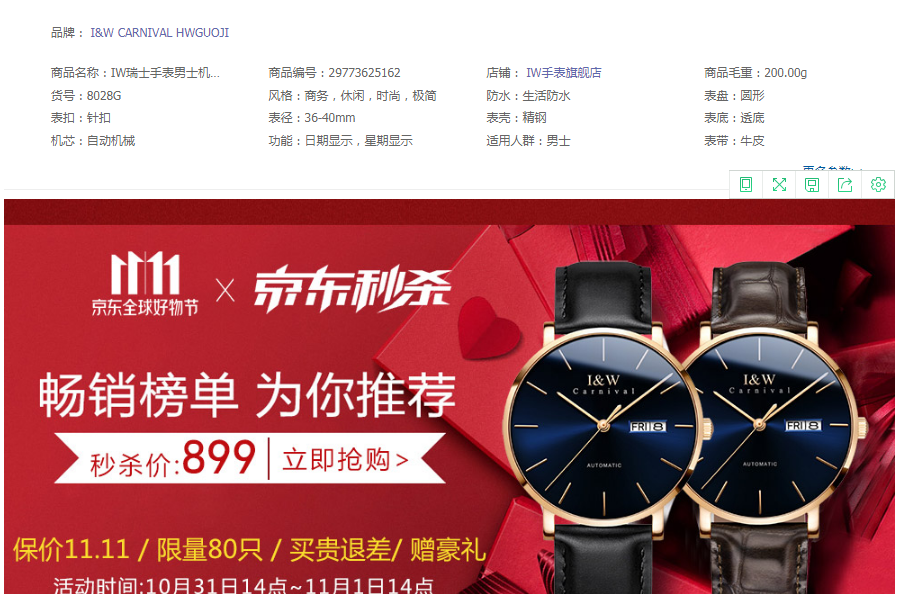 品牌： I&W CARNIVAL HWGUOJI
商品名称：IW瑞士手表男士机... 商品编号：29773625162 店铺： IW手表旗舰店 商品毛重：200.00g
货号：8028G 风格：商务，休闲，时尚，极简 防水：生活防水 表盘：圆形
表扣：针扣 表径：36-40mm 表壳：精钢 表底：透底
机芯：自动机械 功能：日期显示，星期显示 适用人群：男士 表带：牛皮
更多参数
11.11
京东全球好物节 X 京东秒杀
畅销榜单 为你推荐
秒杀价:899 立即抢购>
保价11.11 / 限量80只 / 买贵退差/ 赠豪礼
活动时间:10月31日14点~11月1日14点
I&W
Carnival
FRI 8
AUTOMATIC
I&W
Carnival
FRI 8
AUTOMATIC